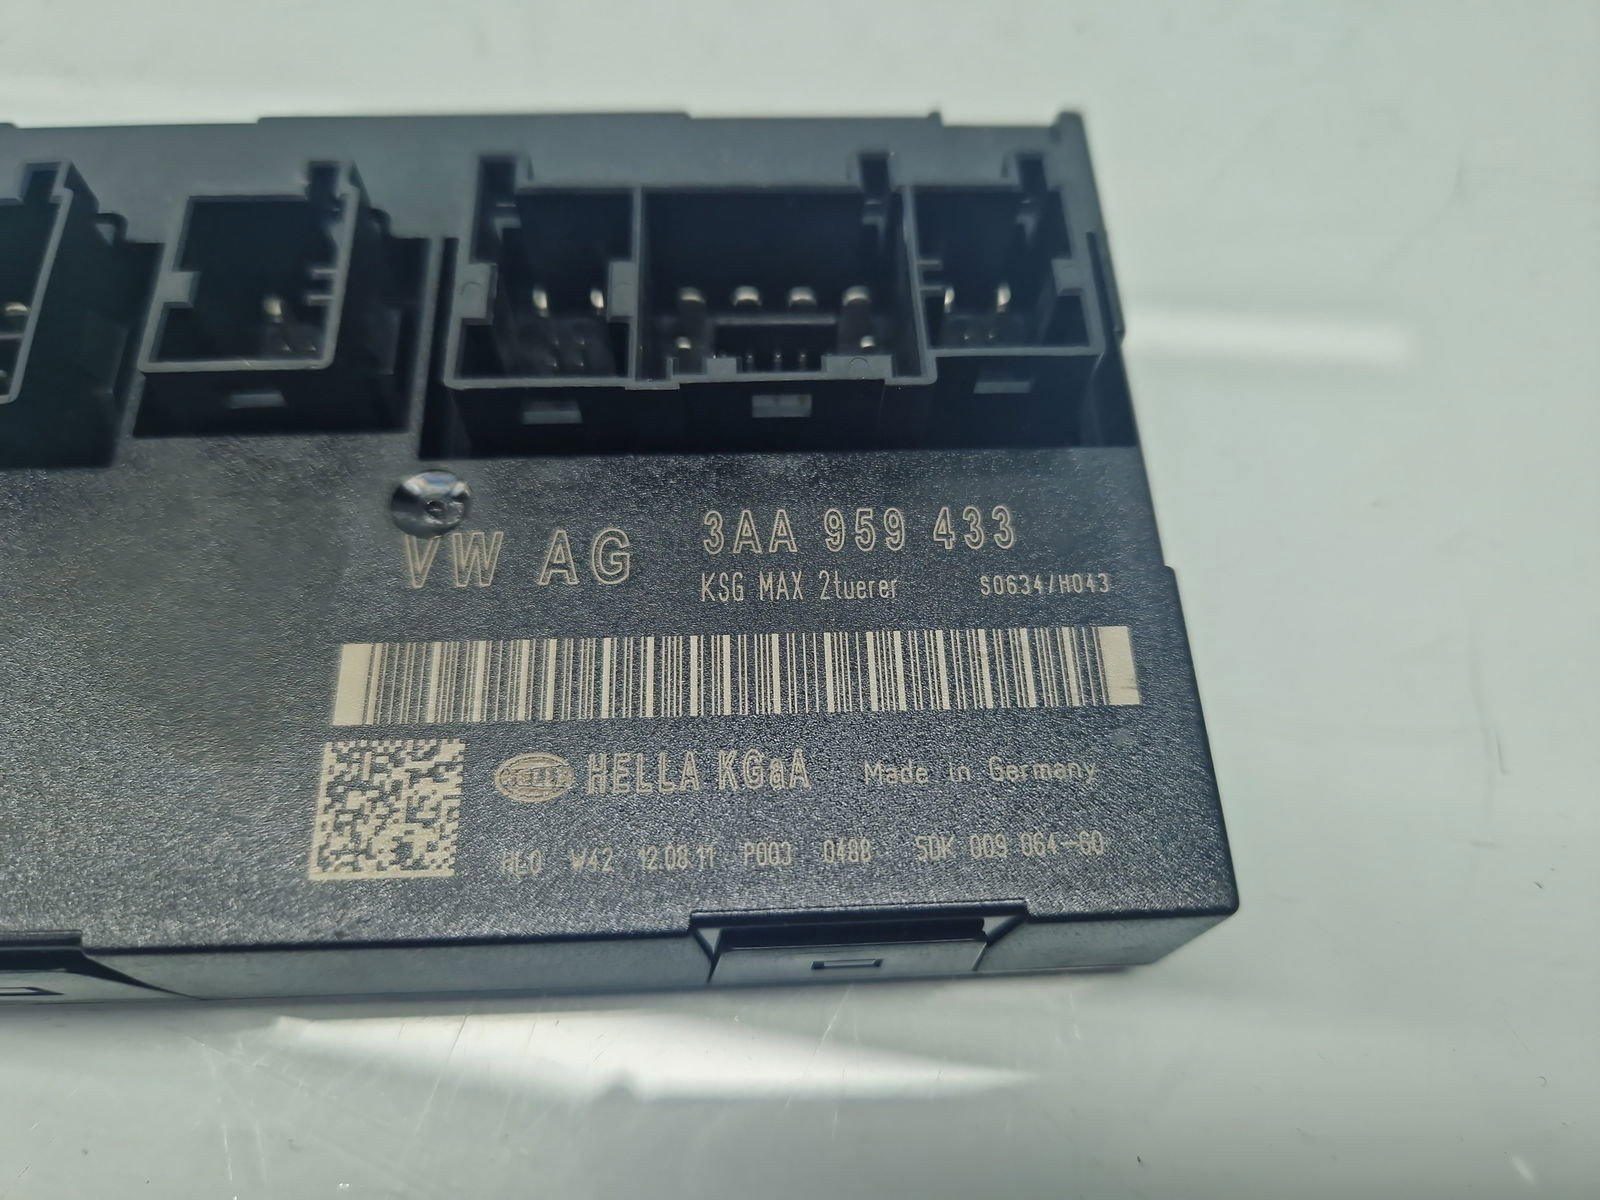 VW AG 3AA 959 433
KSG MAX 2tuerer S0634/H043
HELLA HELLA KGaA Made in Germany
HLO W42 12.08.11 P003 0488 5DK 009 064-60